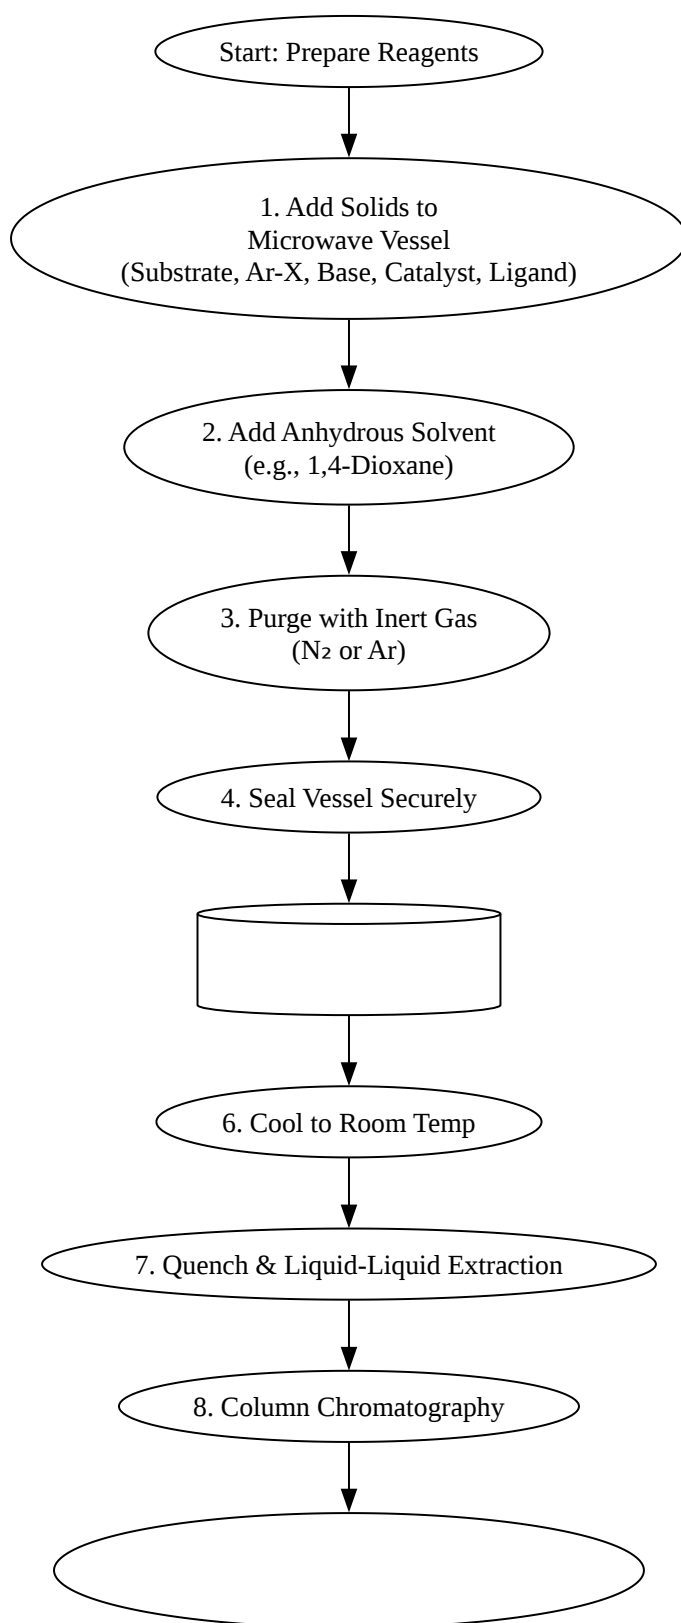 Start: Prepare Reagents
1. Add Solids to
Microwave Vessel
(Substrate, Ar-X, Base, Catalyst, Ligand)
2. Add Anhydrous Solvent
(e.g., 1,4-Dioxane)
3. Purge with Inert Gas
(N₂ or Ar)
4. Seal Vessel Securely
6. Cool to Room Temp
7. Quench & Liquid-Liquid Extraction
8. Column Chromatography